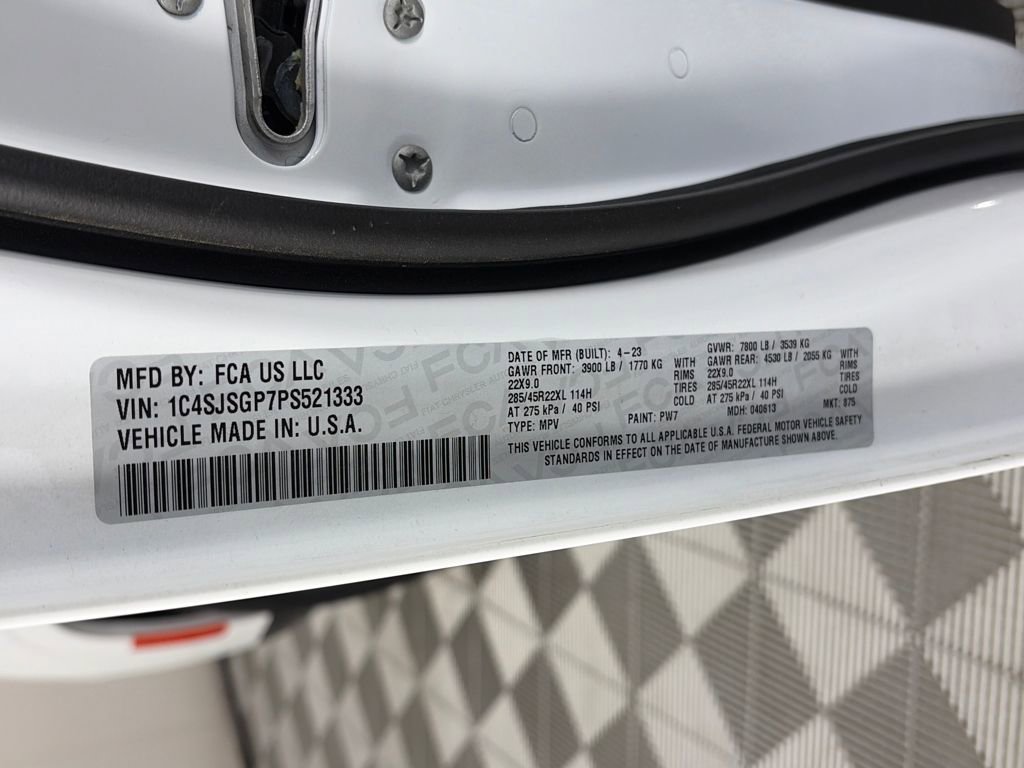 MFD BY: FCA US LLC
VIN: 1C4SJSGP7PS521333
VEHICLE MADE IN: U.S.A.
DATE OF MFR (BUILT): 4-23
GVWR: 7800 LB / 3539 KG
GAWR FRONT: 3900 LB / 1770 KG WITH
22X9.0 RIMS
285/45R22XL 114H TIRES
AT 275 kPa / 40 PSI COLD
GAWR REAR: 4530 LB / 2055 KG WITH
22X9.0 RIMS
285/45R22XL 114H TIRES
AT 275 kPa / 40 PSI COLD
TYPE: MPV PAINT: PW7 MDH: 040613 MKT: 875
THIS VEHICLE CONFORMS TO ALL APPLICABLE U.S.A. FEDERAL MOTOR VEHICLE SAFETY
STANDARDS IN EFFECT ON THE DATE OF MANUFACTURE SHOWN ABOVE.